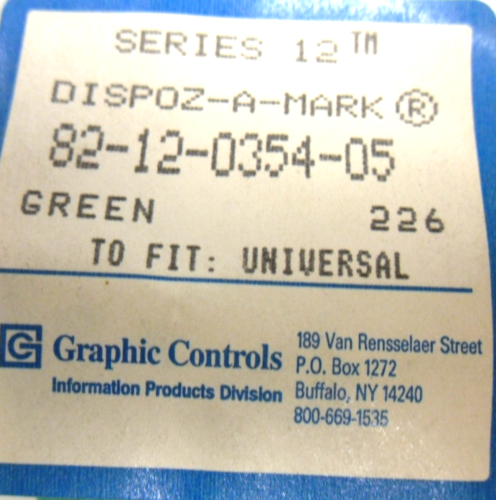 SERIES 12™
DISPOZ-A-MARK®
82-12-0354-05
GREEN 226
TO FIT: UNIVERSAL
Graphic Controls
Information Products Division
189 Van Rensselaer Street
P.O. Box 1272
Buffalo, NY 14240
800-669-1535